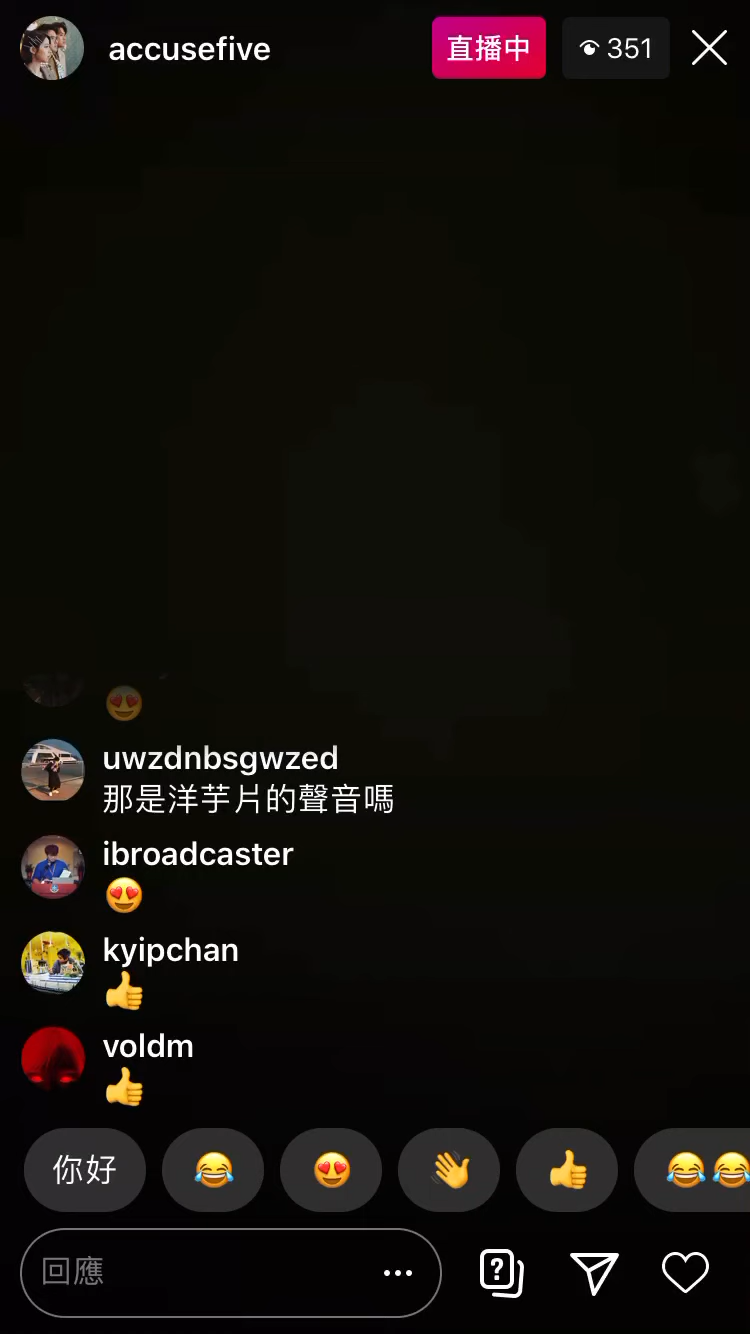 accusefive
直播中
351
😍
uwzdnbsgwzed
那是洋芋片的聲音嗎
ibroadcaster
😍
kyipchan
👍
voldm
👍
你好 😂 😍 👋 👍 😂😂
回應